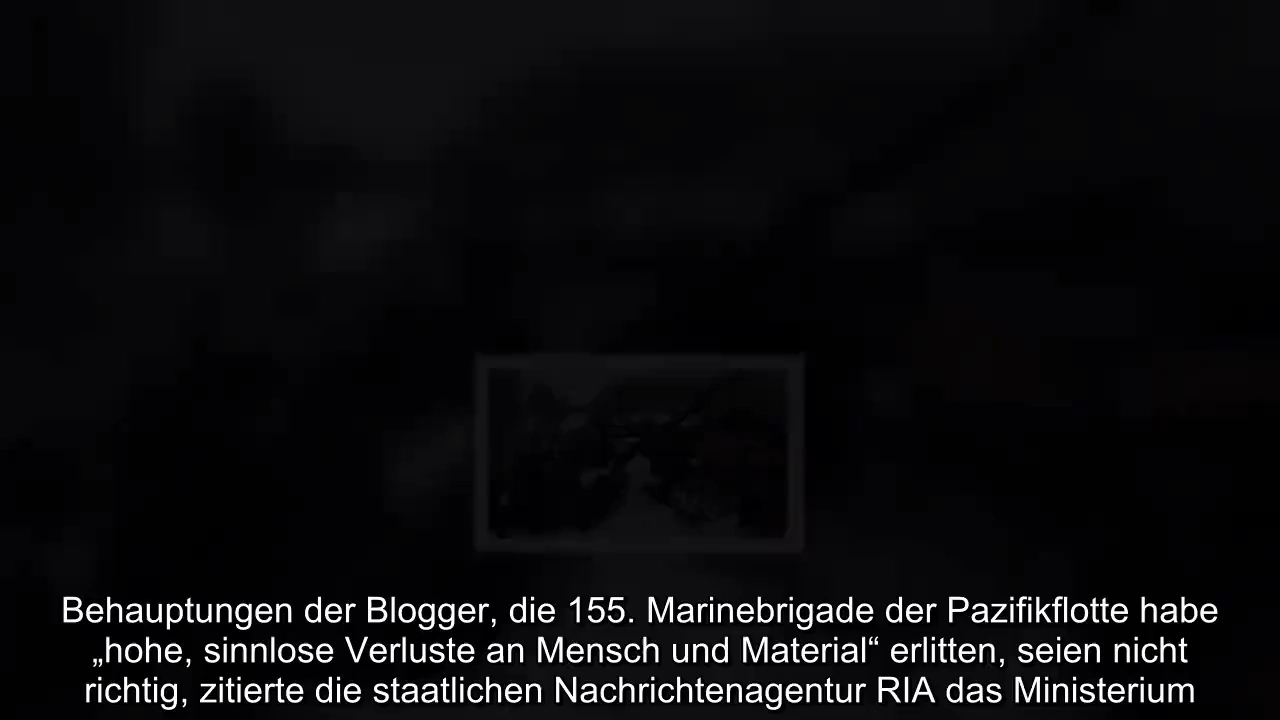 Behauptungen der Blogger, die 155. Marinebrigade der Pazifikflotte habe
„hohe, sinnlose Verluste an Mensch und Material“ erlitten, seien nicht
richtig, zitierte die staatlichen Nachrichtenagentur RIA das Ministerium